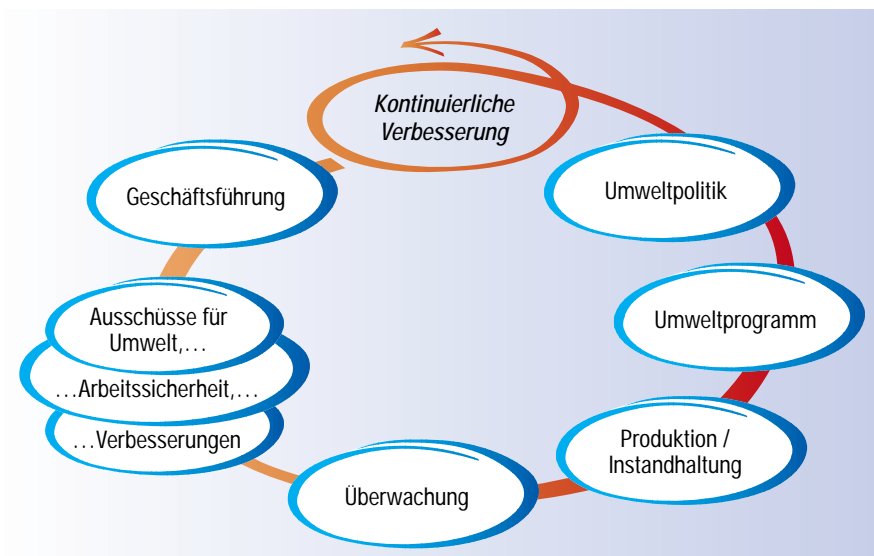 Kontinuierliche
Verbesserung
Umweltpolitik
Umweltprogramm
Produktion /
Instandhaltung
Überwachung
Ausschüsse für
Umwelt,…
…Arbeitssicherheit,…
…Verbesserungen
Geschäftsführung